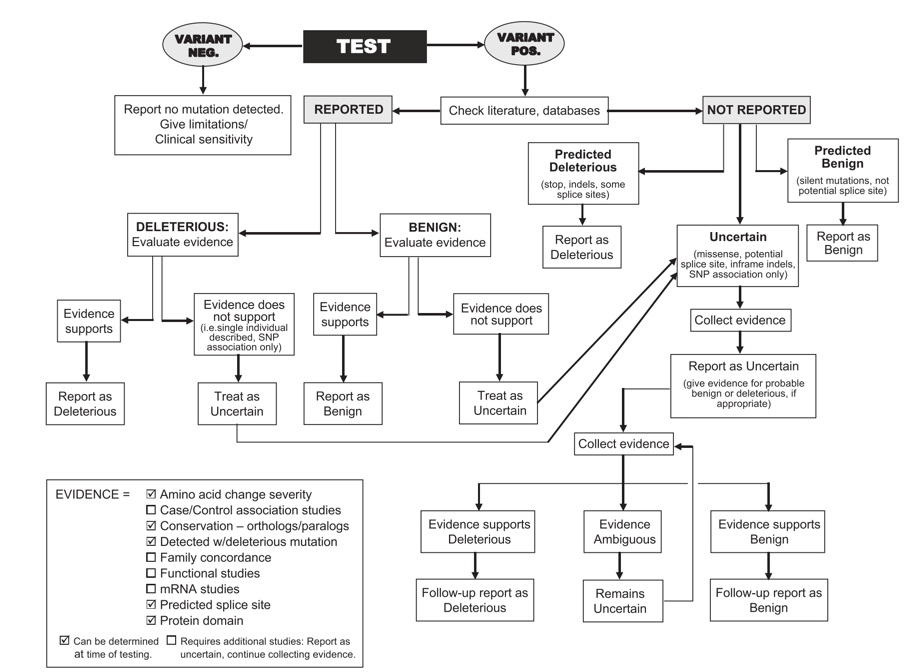 VARIANT
NEG.
TEST
VARIANT
POS.
Report no mutation detected.
Give limitations/
Clinical sensitivity
REPORTED
Check literature, databases
NOT REPORTED
Predicted
Deleterious
(stop, indels, some
splice sites)
Predicted
Benign
(silent mutations, not
potential splice site)
DELETERIOUS:
Evaluate evidence
BENIGN:
Evaluate evidence
Report as
Deleterious
Uncertain
(missense, potential
splice site, inframe indels,
SNP association only)
Report as
Benign
Evidence
supports
Evidence does
not support
(i.e.single individual
described, SNP
association only)
Evidence
supports
Evidence does
not support
Collect evidence
Report as
Deleterious
Treat as
Uncertain
Report as
Benign
Treat as
Uncertain
Report as Uncertain
(give evidence for probable
benign or deleterious, if
appropriate)
Collect evidence
EVIDENCE =
☑ Amino acid change severity
☐ Case/Control association studies
☑ Conservation – orthologs/paralogs
☑ Detected w/deleterious mutation
☐ Family concordance
☐ Functional studies
☐ mRNA studies
☑ Predicted splice site
☑ Protein domain
☑ Can be determined
at time of testing.
☐ Requires additional studies: Report as
uncertain, continue collecting evidence.
Evidence supports
Deleterious
Evidence
Ambiguous
Evidence supports
Benign
Follow-up report as
Deleterious
Remains
Uncertain
Follow-up report as
Benign